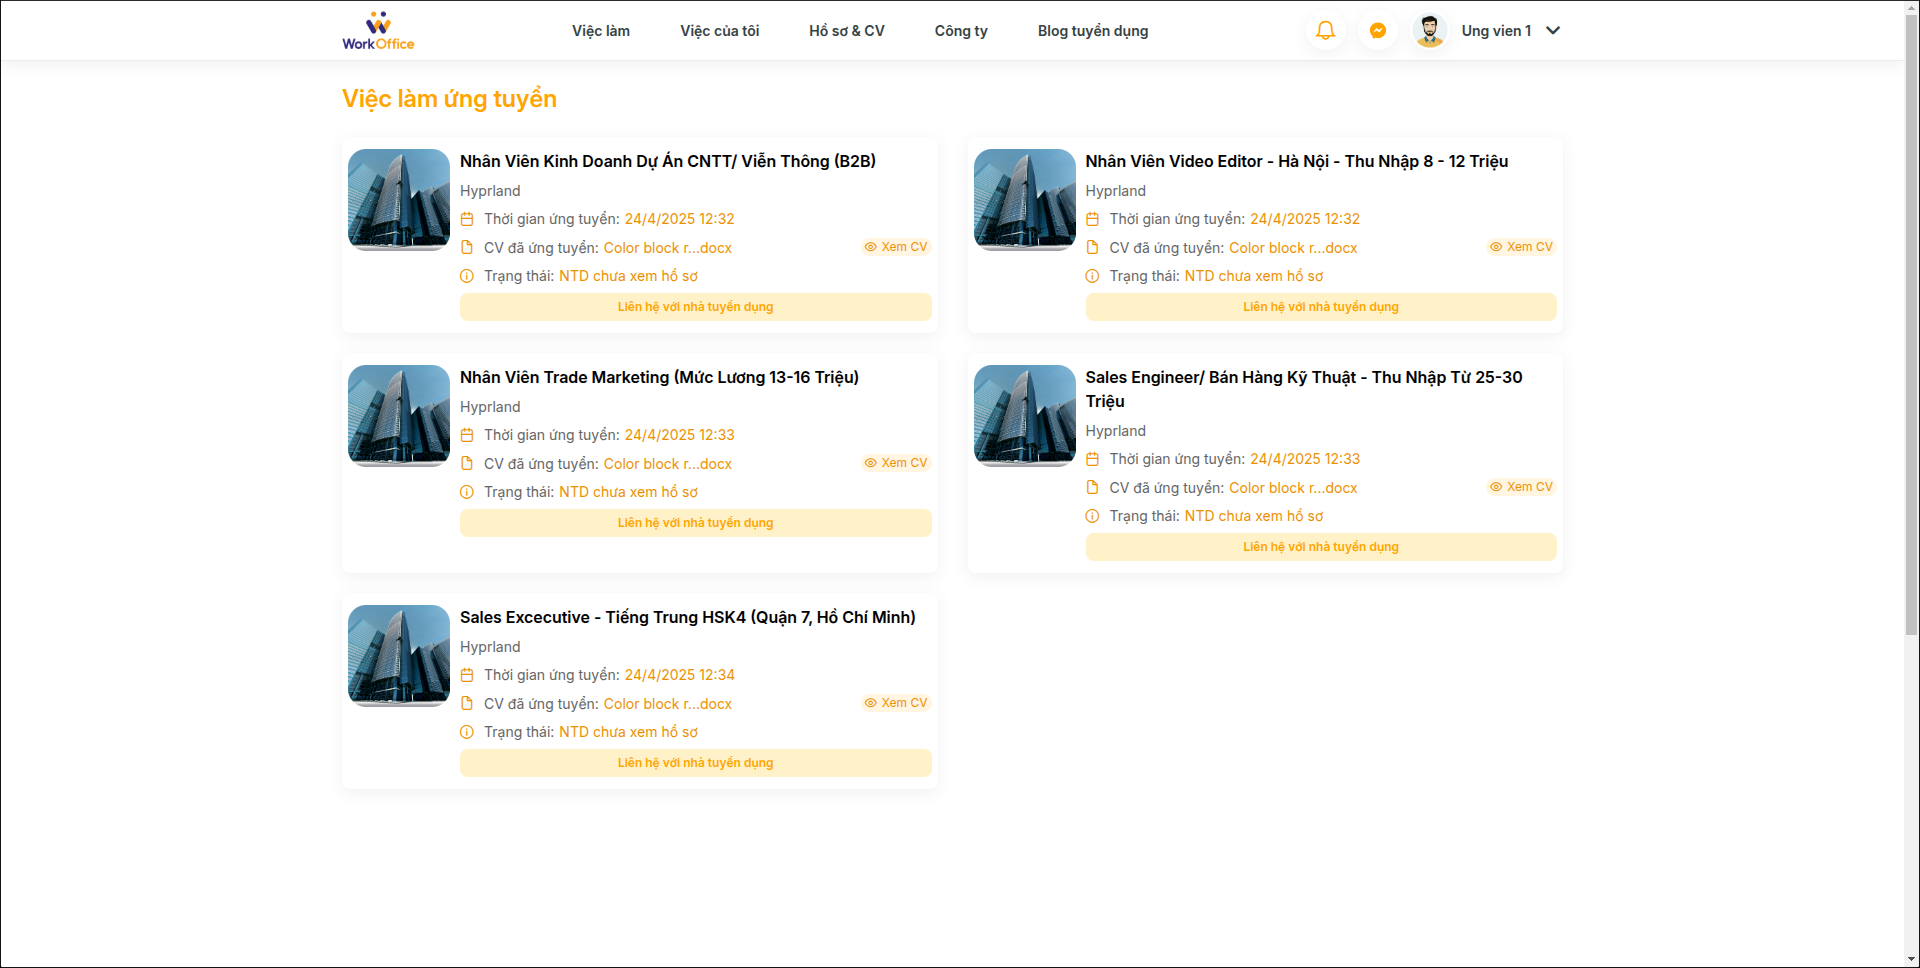 WorkOffice
Việc làm
Việc của tôi
Hồ sơ & CV
Công ty
Blog tuyển dụng
Ung vien 1
Việc làm ứng tuyển
Nhân Viên Kinh Doanh Dự Án CNTT/ Viễn Thông (B2B)
Hyprland
Thời gian ứng tuyển: 24/4/2025 12:32
CV đã ứng tuyển: Color block r...docx
Xem CV
Trạng thái: NTD chưa xem hồ sơ
Liên hệ với nhà tuyển dụng
Nhân Viên Video Editor - Hà Nội - Thu Nhập 8 - 12 Triệu
Hyprland
Thời gian ứng tuyển: 24/4/2025 12:32
CV đã ứng tuyển: Color block r...docx
Xem CV
Trạng thái: NTD chưa xem hồ sơ
Liên hệ với nhà tuyển dụng
Nhân Viên Trade Marketing (Mức Lương 13-16 Triệu)
Hyprland
Thời gian ứng tuyển: 24/4/2025 12:33
CV đã ứng tuyển: Color block r...docx
Xem CV
Trạng thái: NTD chưa xem hồ sơ
Liên hệ với nhà tuyển dụng
Sales Engineer/ Bán Hàng Kỹ Thuật - Thu Nhập Từ 25-30
Triệu
Hyprland
Thời gian ứng tuyển: 24/4/2025 12:33
CV đã ứng tuyển: Color block r...docx
Xem CV
Trạng thái: NTD chưa xem hồ sơ
Liên hệ với nhà tuyển dụng
Sales Excecutive - Tiếng Trung HSK4 (Quận 7, Hồ Chí Minh)
Hyprland
Thời gian ứng tuyển: 24/4/2025 12:34
CV đã ứng tuyển: Color block r...docx
Xem CV
Trạng thái: NTD chưa xem hồ sơ
Liên hệ với nhà tuyển dụng